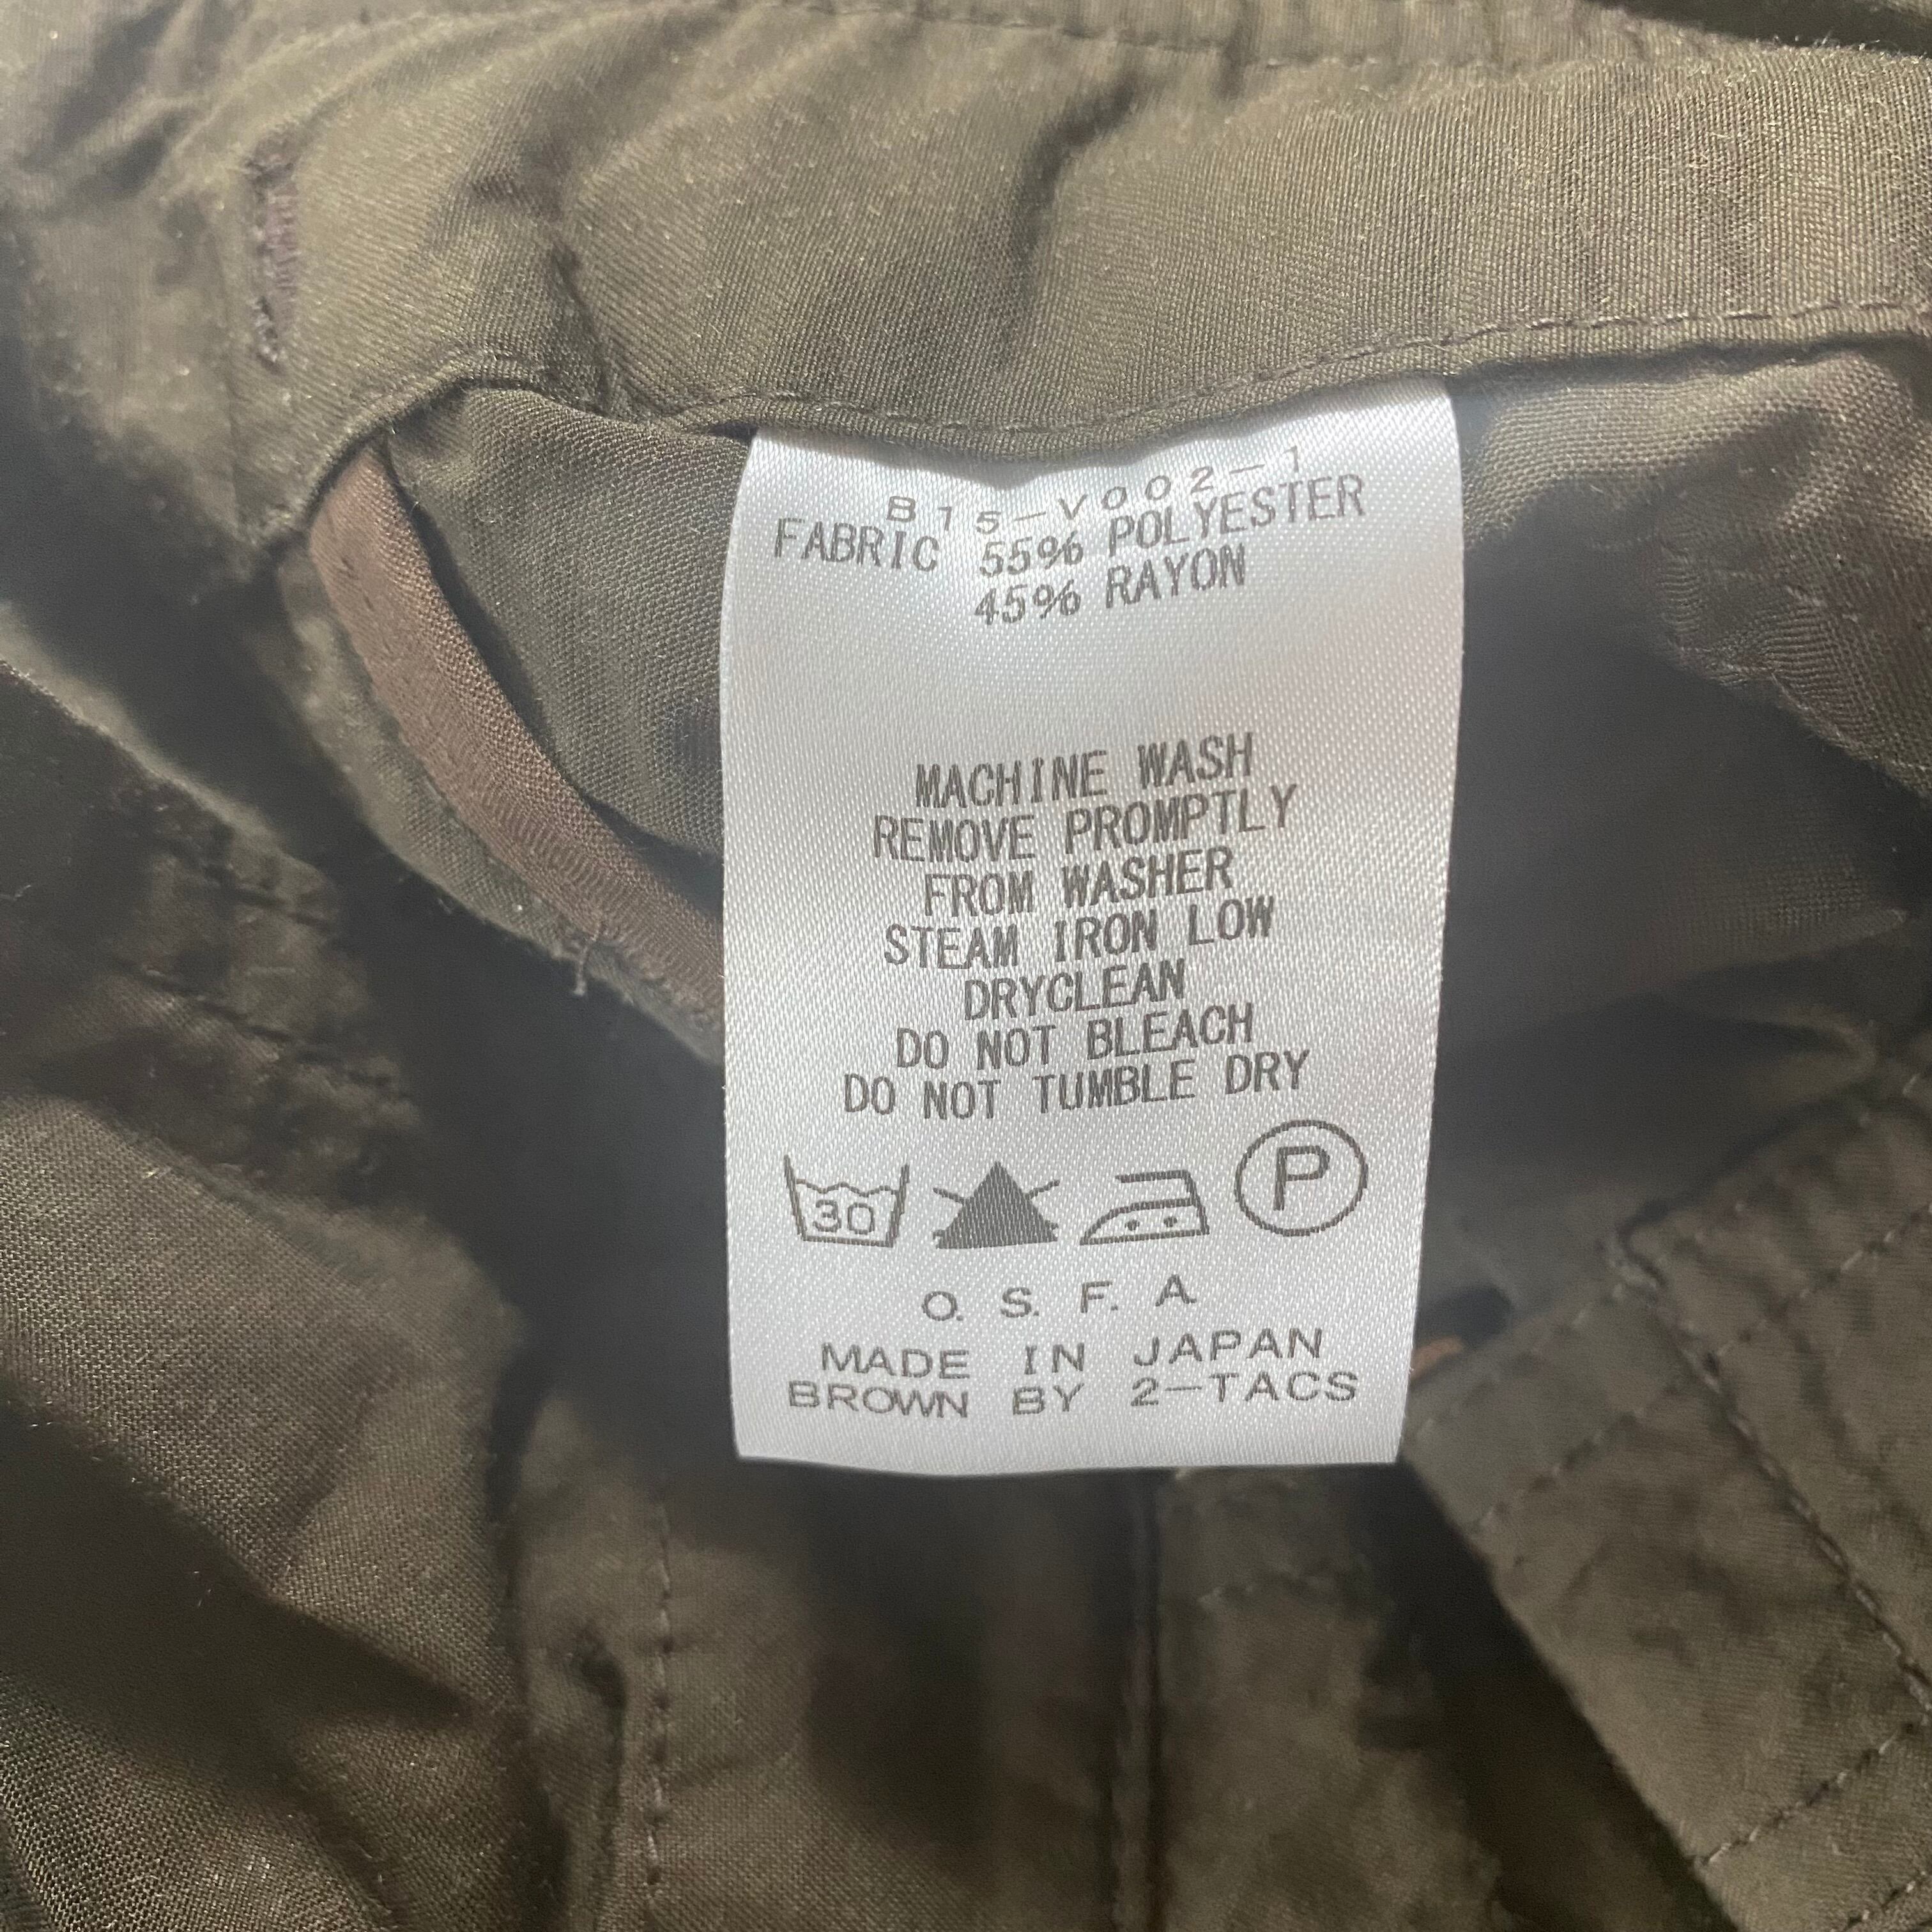 B15-V002-1
FABRIC 55% POLYESTER
45% RAYON
MACHINE WASH
REMOVE PROMPTLY
FROM WASHER
STEAM IRON LOW
DRYCLEAN
DO NOT BLEACH
DO NOT TUMBLE DRY
30 P
O. S. F. A.
MADE IN JAPAN
BROWN BY 2-TACS